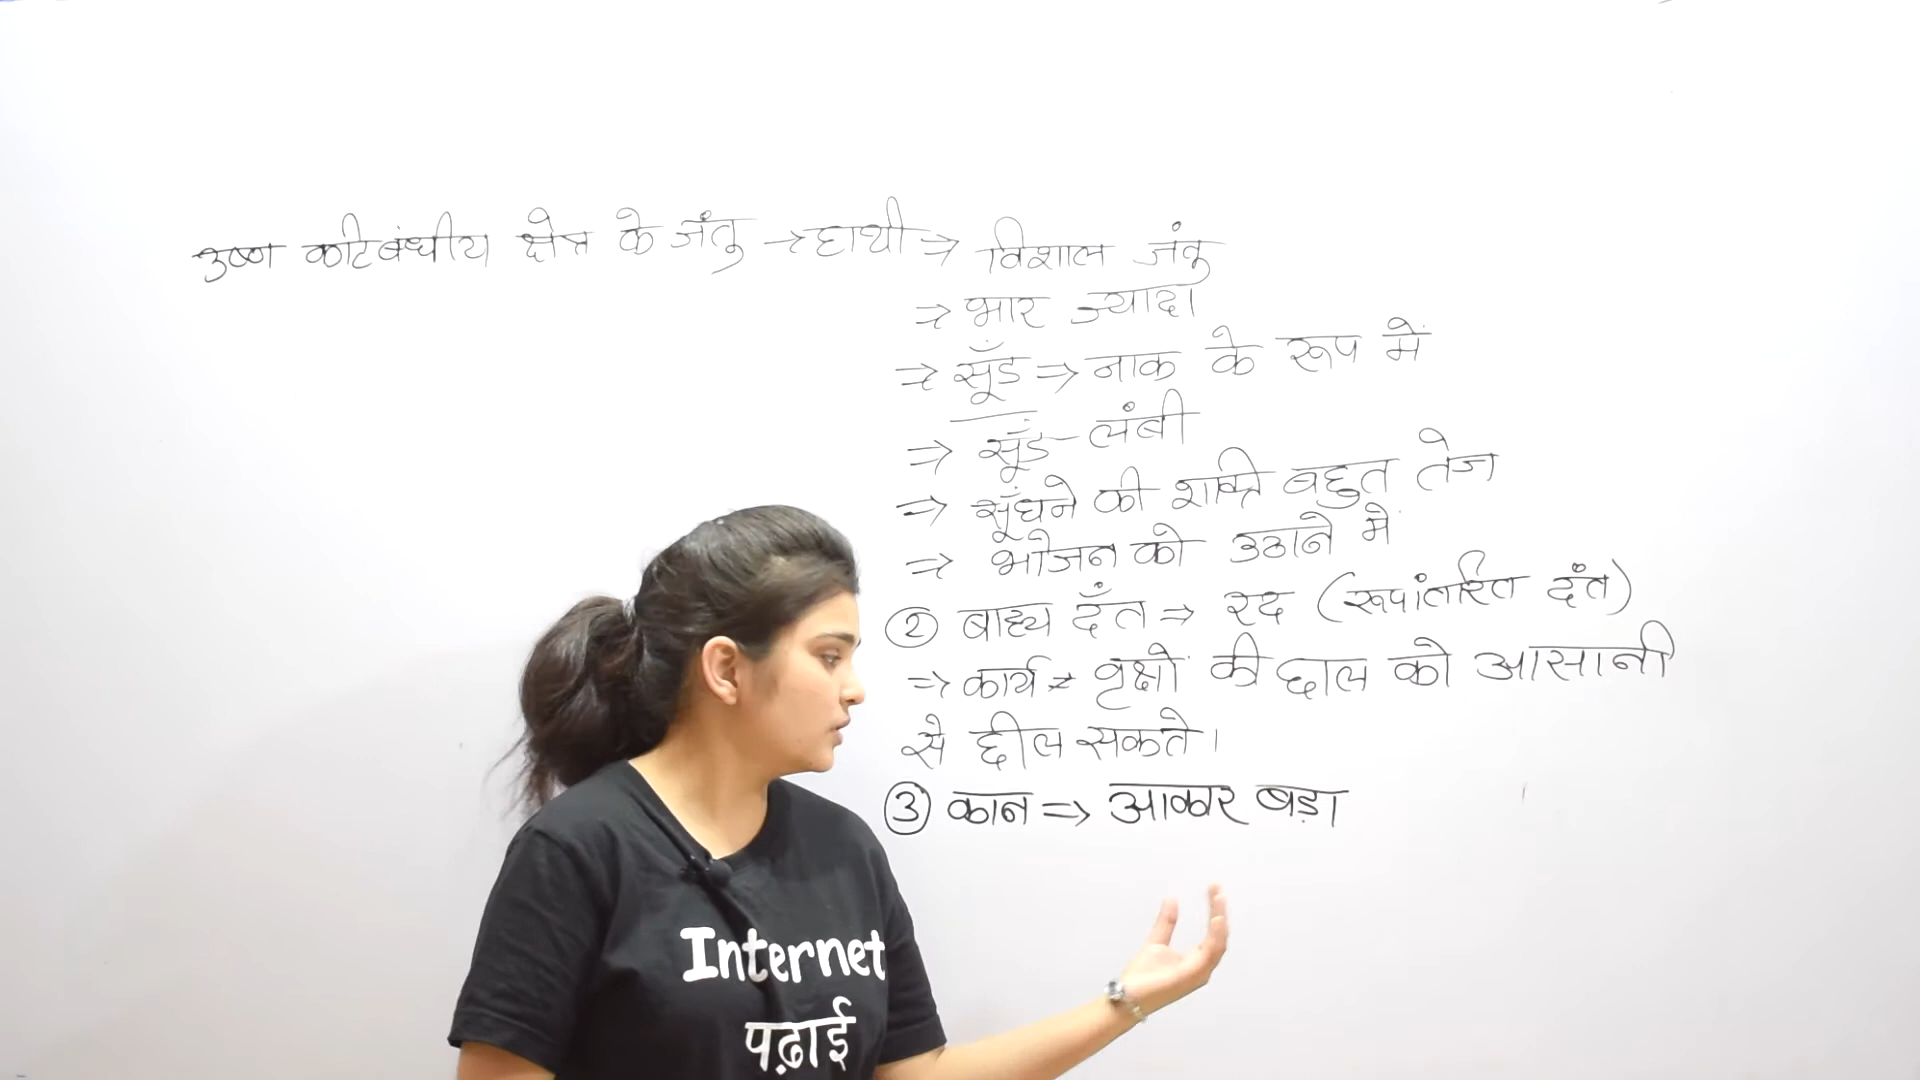 उष्ण कटिबंधीय क्षेत्र के जंतु → हाथी → विशाल जंतु
⇒ भार ज्यादा
⇒ सूँड ⇒ नाक के रूप में
⇒ सूँड - लंबी
⇒ सूँघने की शक्ति बहुत तेज
⇒ भोजन को उठाने में
② बाह्य दँत ⇒ रद (रूपांतरित दँत)
⇒ कार्य ⇒ वृक्षों की छाल को आसानी
से छील सकते।
③ कान ⇒ आकार बड़ा
Internet
पढ़ाई